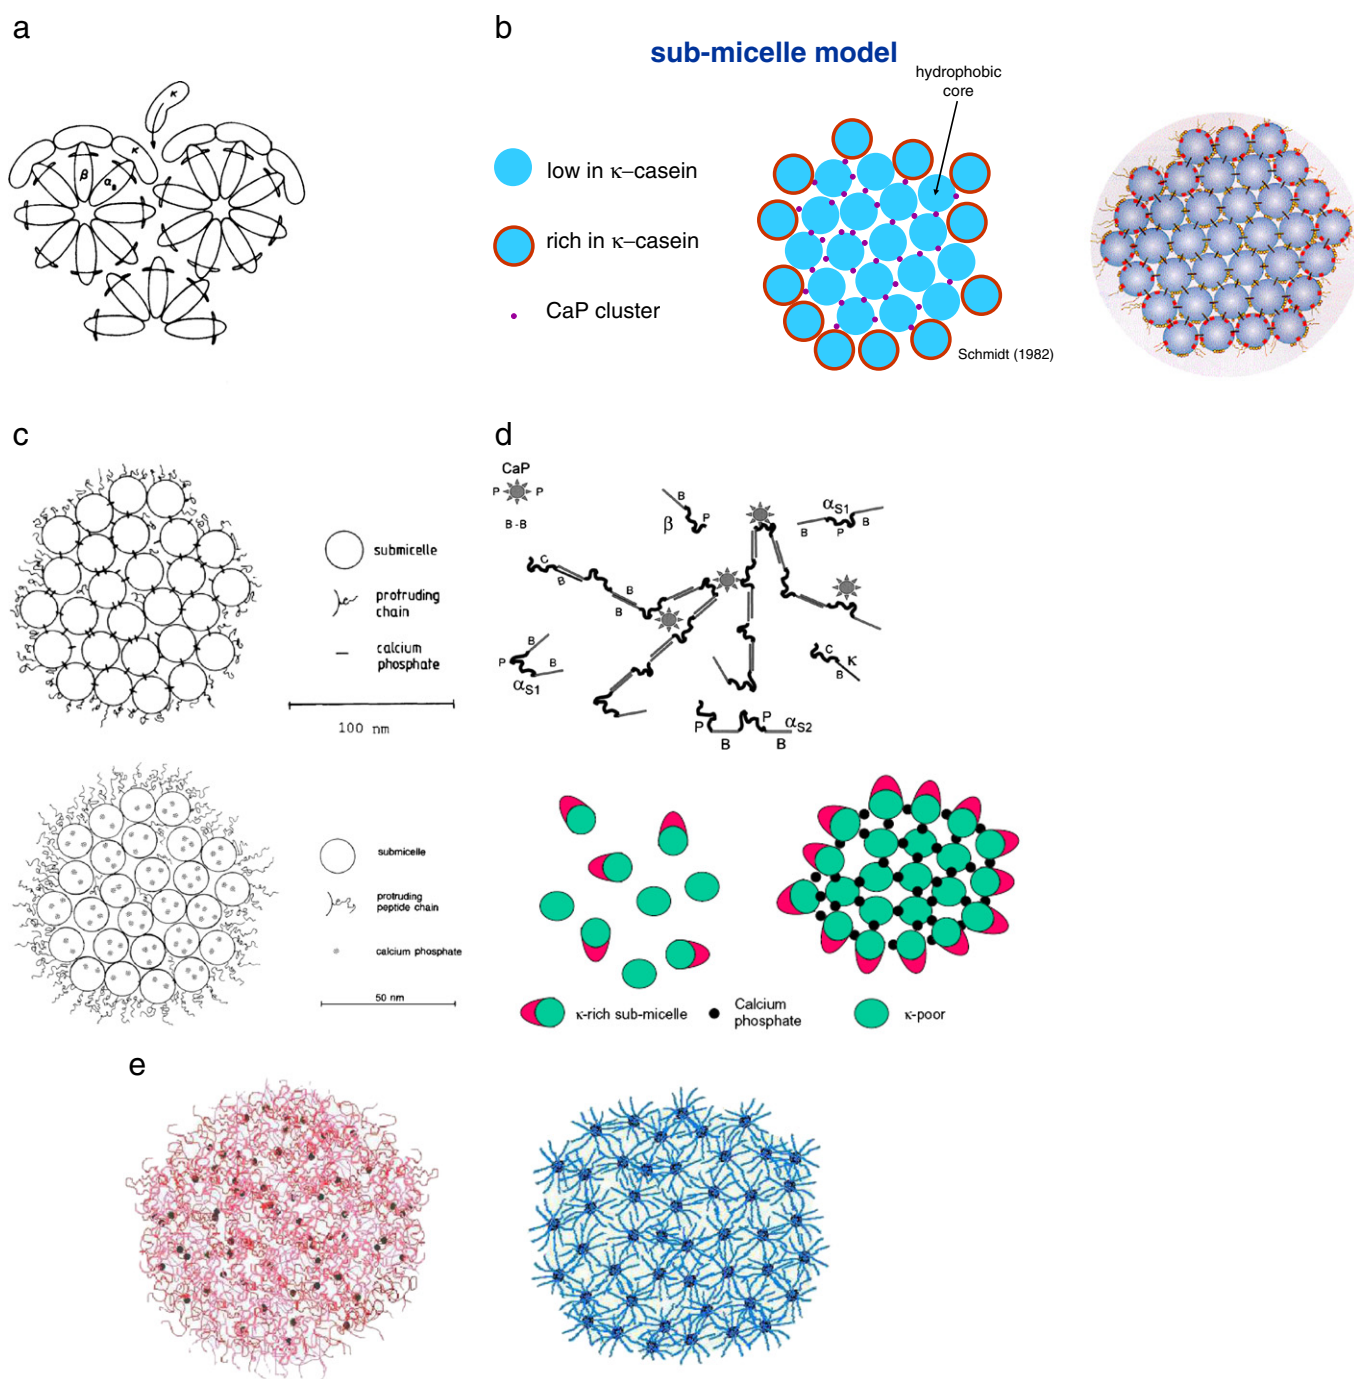 a
κ
κ
β
αs
b
sub-micelle model
hydrophobic
core
low in κ–casein
rich in κ–casein
CaP cluster
Schmidt (1982)
c
submicelle
protruding
chain
calcium
phosphate
100 nm
submicelle
protruding
peptide chain
calcium phosphate
50 nm
d
CaP
P P
B-B
B
β
P
αS1
B
P
B
C
B
B
B
B
P
B
αS1
C
κ
B
P
P
αS2
B
B
κ-rich sub-micelle
Calcium
phosphate
κ-poor
e